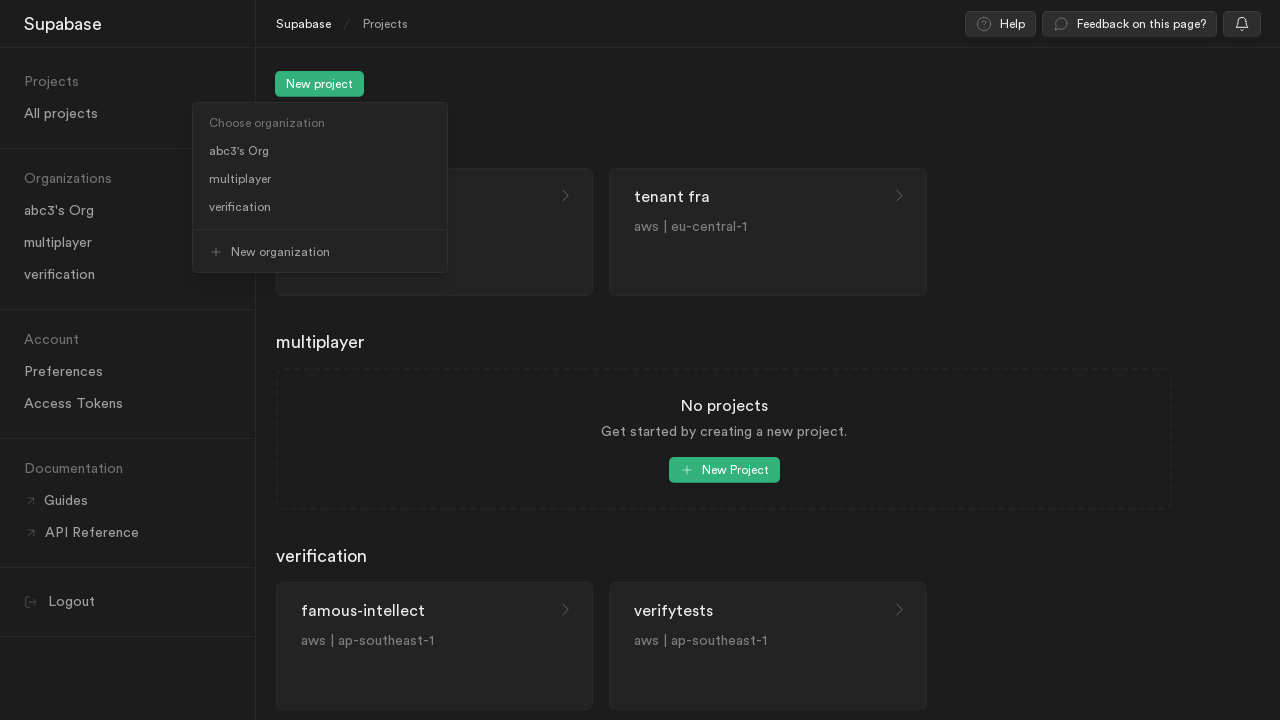 Supabase
Projects
All projects
Organizations
abc3's Org
multiplayer
verification
Account
Preferences
Access Tokens
Documentation
Guides
API Reference
Logout
Supabase / Projects
Help
Feedback on this page?
New project
Choose organization
abc3's Org
multiplayer
verification
New organization
tenant fra
aws | eu-central-1
multiplayer
No projects
Get started by creating a new project.
New Project
verification
famous-intellect
aws | ap-southeast-1
verifytests
aws | ap-southeast-1